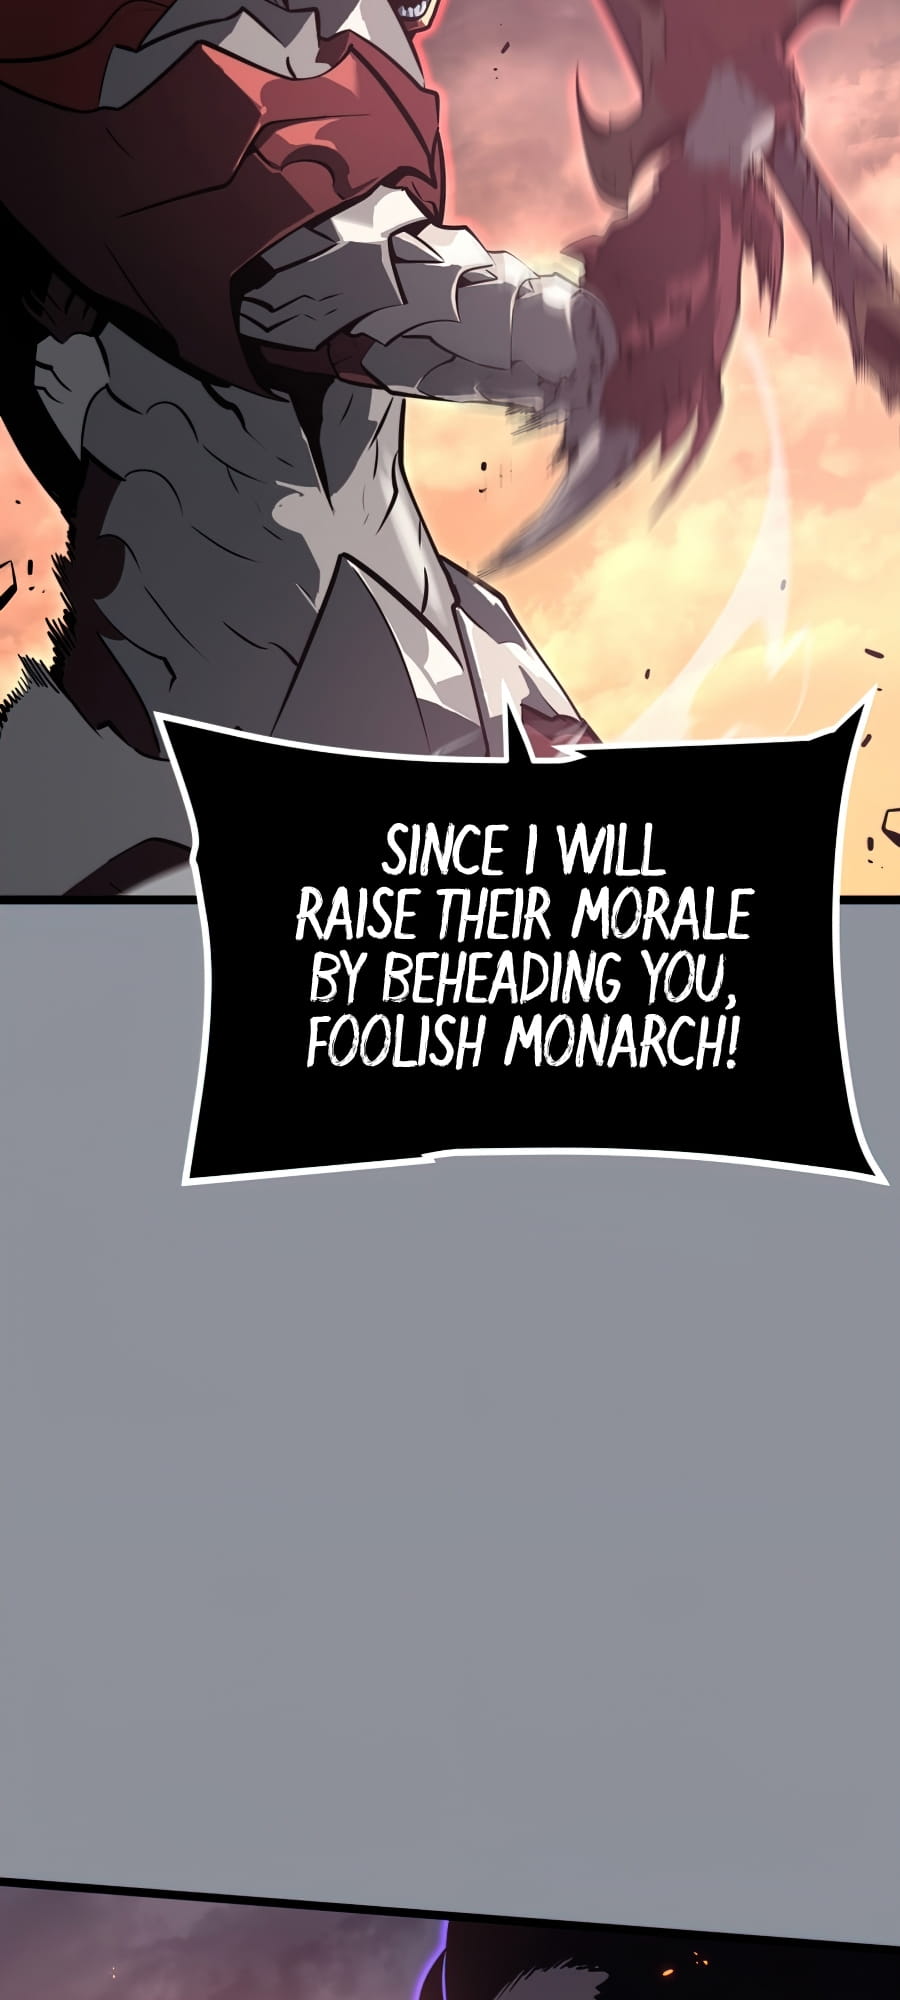 SINCE I WILL
RAISE THEIR MORALE
BY BEHEADING YOU,
FOOLISH MONARCH!